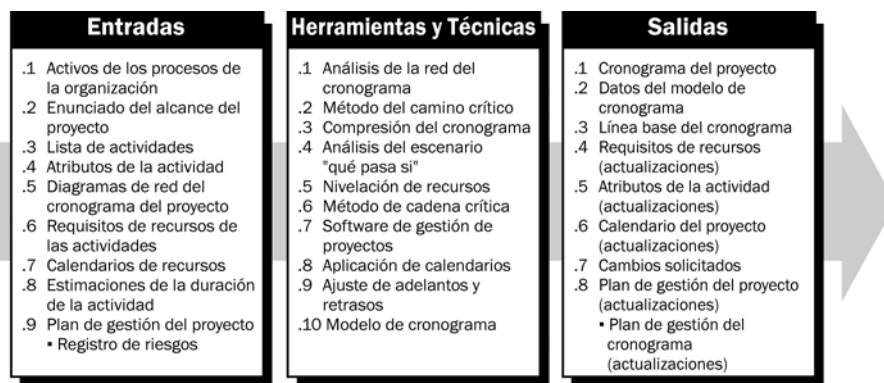 Entradas
.1 Activos de los procesos de
la organización
.2 Enunciado del alcance del
proyecto
.3 Lista de actividades
.4 Atributos de la actividad
.5 Diagramas de red del
cronograma del proyecto
.6 Requisitos de recursos de
las actividades
.7 Calendarios de recursos
.8 Estimaciones de la duración
de la actividad
.9 Plan de gestión del proyecto
▪ Registro de riesgos
Herramientas y Técnicas
.1 Análisis de la red del
cronograma
.2 Método del camino crítico
.3 Compresión del cronograma
.4 Análisis del escenario
"qué pasa si"
.5 Nivelación de recursos
.6 Método de cadena crítica
.7 Software de gestión de
proyectos
.8 Aplicación de calendarios
.9 Ajuste de adelantos y
retrasos
.10 Modelo de cronograma
Salidas
.1 Cronograma del proyecto
.2 Datos del modelo de
cronograma
.3 Línea base del cronograma
.4 Requisitos de recursos
(actualizaciones)
.5 Atributos de la actividad
(actualizaciones)
.6 Calendario del proyecto
(actualizaciones)
.7 Cambios solicitados
.8 Plan de gestión del proyecto
(actualizaciones)
▪ Plan de gestión del
cronograma
(actualizaciones)